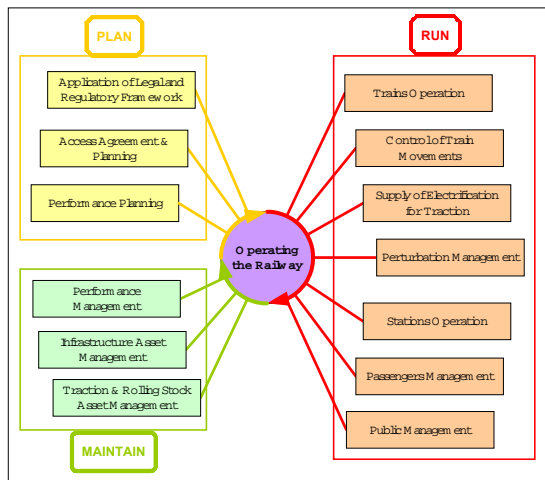 PLAN
Application of Legal and
Regulatory Framework
Access Agreement &
Planning
Performance Planning
RUN
Trains Operation
Control of Train
Movements
Supply of Electrification
for Traction
Perturbation Management
Stations Operation
Passengers Management
Public Management
Operating
the Railway
Performance
Management
Infrastructure Asset
Management
Traction & Rolling Stock
Asset Management
MAINTAIN